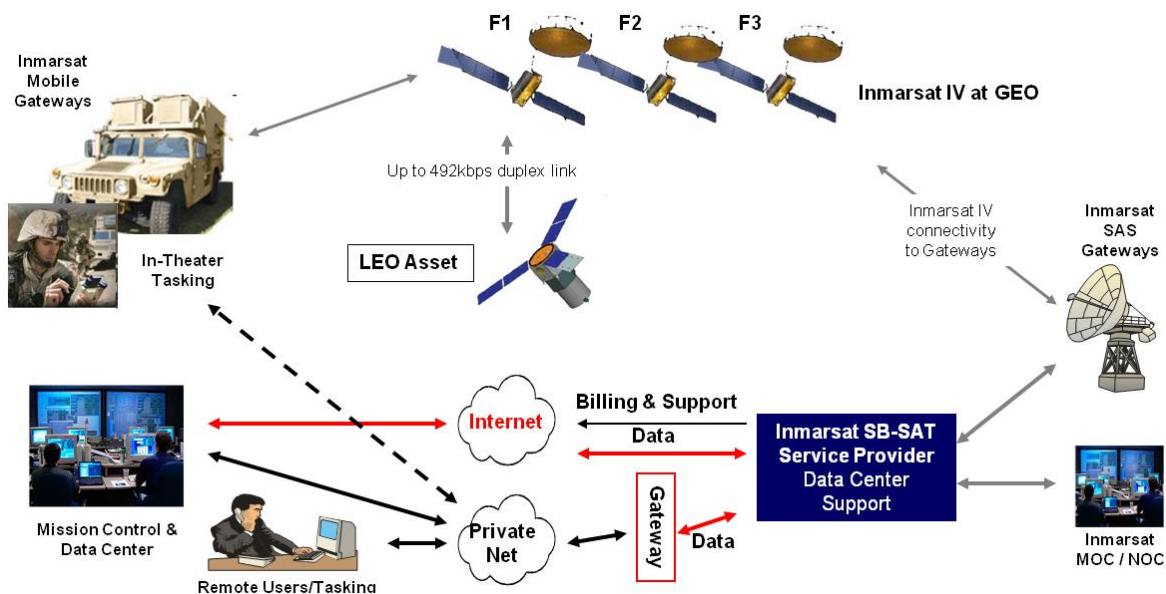 F1
F2
F3
Inmarsat
Mobile
Gateways
Inmarsat IV at GEO
Up to 492kbps duplex link
Inmarsat IV
connectivity
to Gateways
Inmarsat
SAS
Gateways
LEO Asset
In-Theater
Tasking
Internet
Billing & Support
Data
Inmarsat SB-SAT
Service Provider
Data Center
Support
Mission Control &
Data Center
Private
Net
Gateway
Data
Remote Users/Tasking
Inmarsat
MOC / NOC